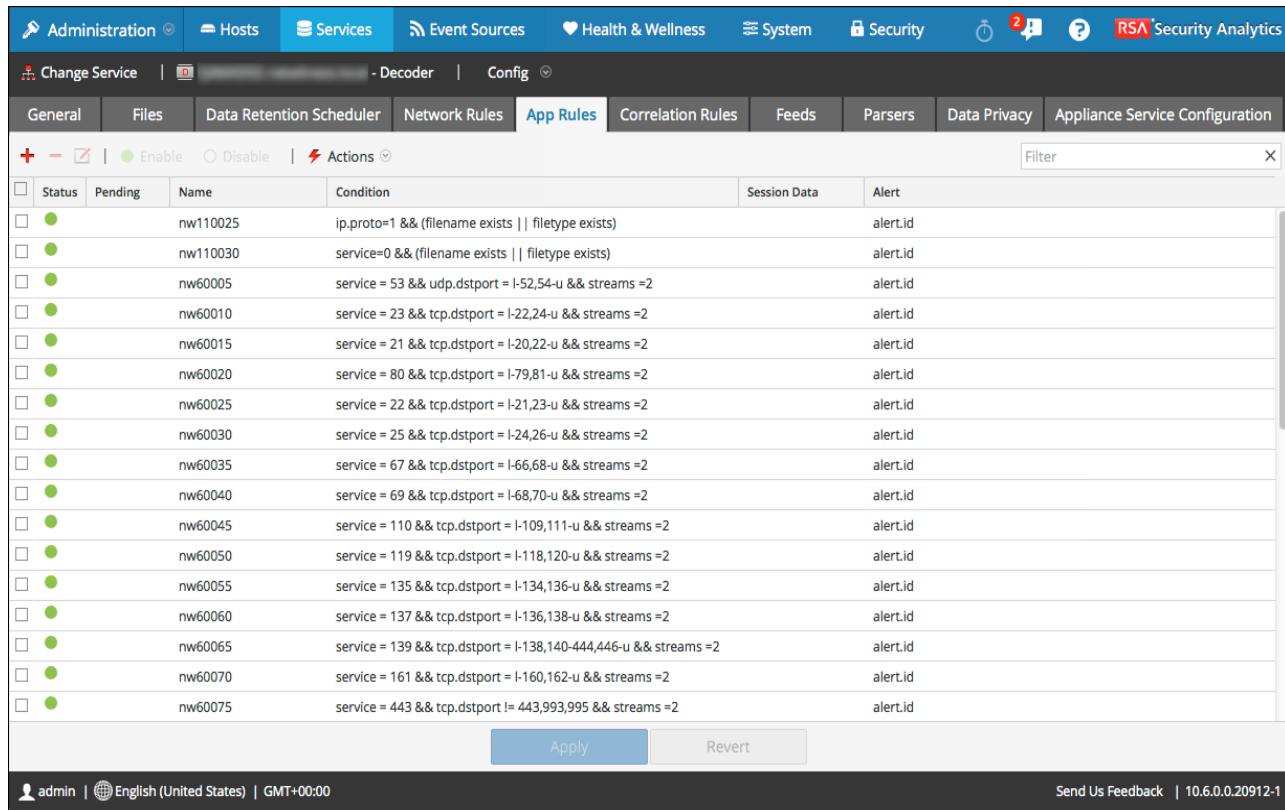 Administration Hosts Services Event Sources Health & Wellness System Security 2 RSA Security Analytics
Change Service | - Decoder | Config
General Files Data Retention Scheduler Network Rules App Rules Correlation Rules Feeds Parsers Data Privacy Appliance Service Configuration
Enable Disable | Actions Filter
Status Pending Name Condition Session Data Alert
nw110025 ip.proto=1 && (filename exists || filetype exists) alert.id
nw110030 service=0 && (filename exists || filetype exists) alert.id
nw60005 service = 53 && udp.dstport = l-52,54-u && streams =2 alert.id
nw60010 service = 23 && tcp.dstport = l-22,24-u && streams =2 alert.id
nw60015 service = 21 && tcp.dstport = l-20,22-u && streams =2 alert.id
nw60020 service = 80 && tcp.dstport = l-79,81-u && streams =2 alert.id
nw60025 service = 22 && tcp.dstport = l-21,23-u && streams =2 alert.id
nw60030 service = 25 && tcp.dstport = l-24,26-u && streams =2 alert.id
nw60035 service = 67 && tcp.dstport = l-66,68-u && streams =2 alert.id
nw60040 service = 69 && tcp.dstport = l-68,70-u && streams =2 alert.id
nw60045 service = 110 && tcp.dstport = l-109,111-u && streams =2 alert.id
nw60050 service = 119 && tcp.dstport = l-118,120-u && streams =2 alert.id
nw60055 service = 135 && tcp.dstport = l-134,136-u && streams =2 alert.id
nw60060 service = 137 && tcp.dstport = l-136,138-u && streams =2 alert.id
nw60065 service = 139 && tcp.dstport = l-138,140-444,446-u && streams =2 alert.id
nw60070 service = 161 && tcp.dstport = l-160,162-u && streams =2 alert.id
nw60075 service = 443 && tcp.dstport != 443,993,995 && streams =2 alert.id
Apply Revert
admin | English (United States) | GMT+00:00 Send Us Feedback | 10.6.0.0.20912-1